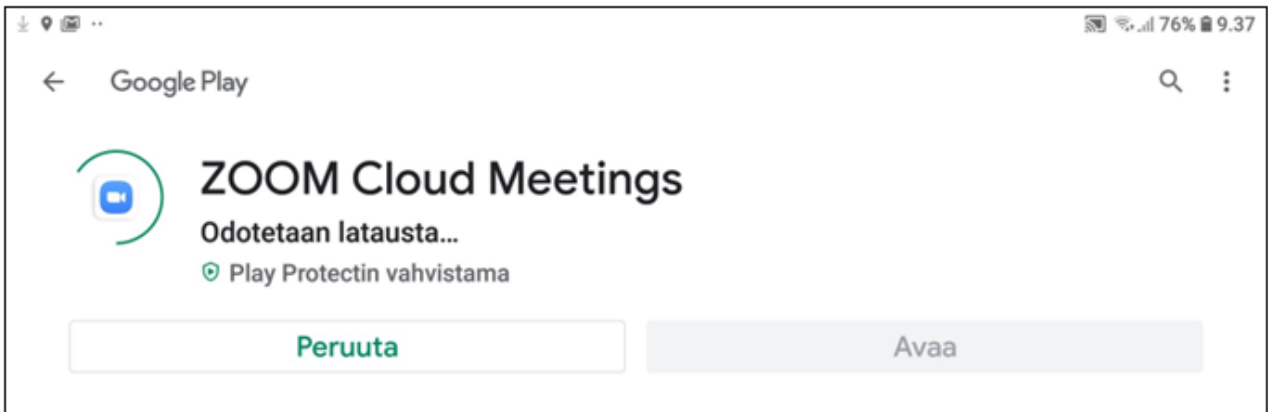 76% 9.37
Google Play
ZOOM Cloud Meetings
Odotetaan latausta...
Play Protectin vahvistama
Peruuta Avaa